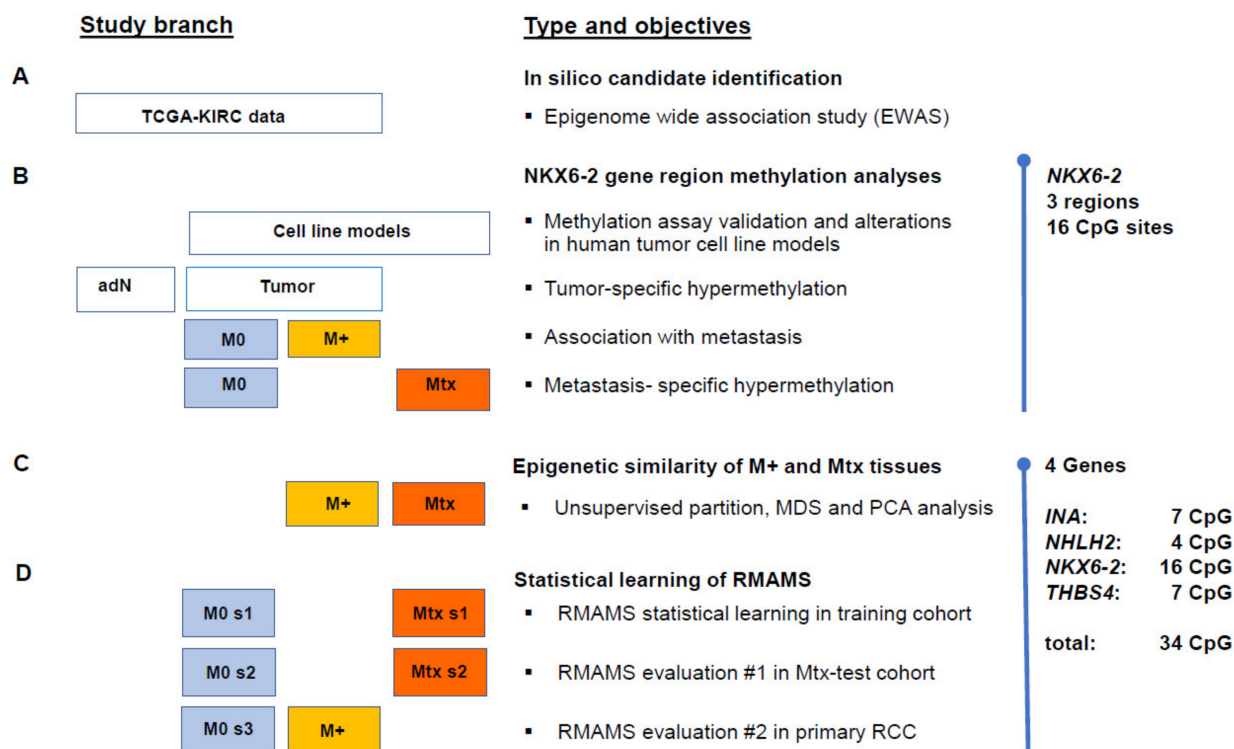 Study branch
Type and objectives
A
In silico candidate identification
TCGA-KIRC data
▪ Epigenome wide association study (EWAS)
B
NKX6-2 gene region methylation analyses
NKX6-2
3 regions
16 CpG sites
Cell line models
▪ Methylation assay validation and alterations
in human tumor cell line models
adN
Tumor
▪ Tumor-specific hypermethylation
M0
M+
▪ Association with metastasis
M0
Mtx
▪ Metastasis- specific hypermethylation
C
Epigenetic similarity of M+ and Mtx tissues
4 Genes
M+
Mtx
▪ Unsupervised partition, MDS and PCA analysis
INA: 7 CpG
NHLH2: 4 CpG
NKX6-2: 16 CpG
THBS4: 7 CpG
total: 34 CpG
D
Statistical learning of RMAMS
M0 s1
Mtx s1
▪ RMAMS statistical learning in training cohort
M0 s2
Mtx s2
▪ RMAMS evaluation #1 in Mtx-test cohort
M0 s3
M+
▪ RMAMS evaluation #2 in primary RCC